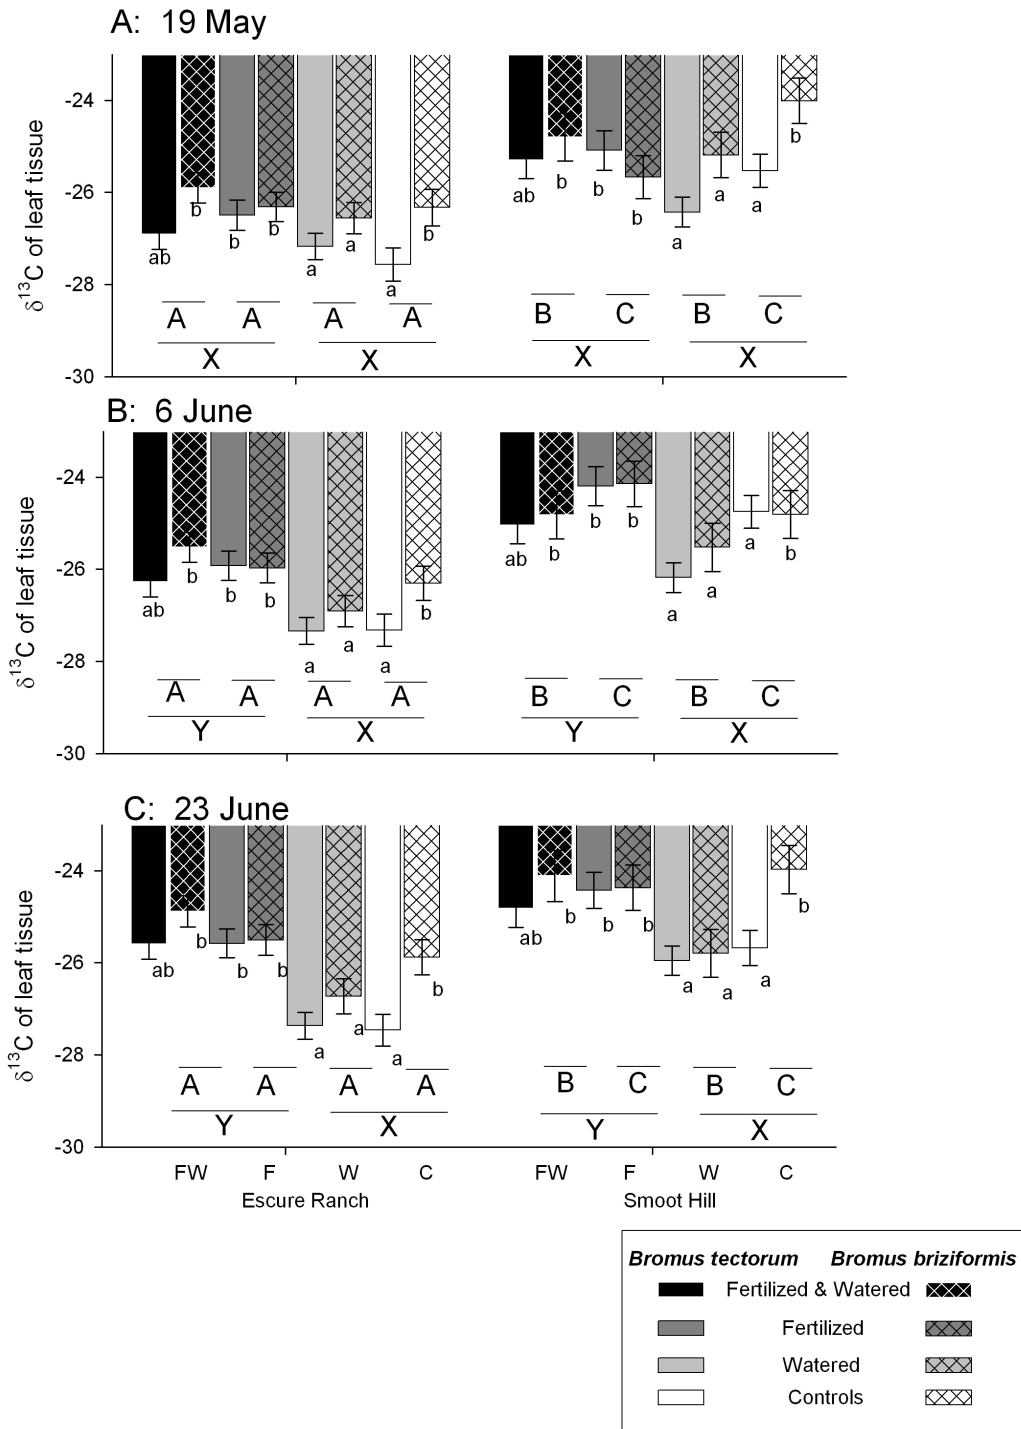 A: 19 May
δ13C of leaf tissue
-24
-26
-28
-30
ab b b b a a a b
ab b b b a a a b
A A A A
B C B C
X X
X X
B: 6 June
δ13C of leaf tissue
-24
-26
-28
-30
ab b b b a a a b
ab b b b a a a b
A A A A
B C B C
Y X
Y X
C: 23 June
δ13C of leaf tissue
-24
-26
-28
-30
ab b b b a a a b
ab b b b a a a b
A A A A
B C B C
Y X
Y X
FW F W C
FW F W C
Escure Ranch
Smoot Hill
Bromus tectorum Bromus briziformis
Fertilized & Watered
Fertilized
Watered
Controls